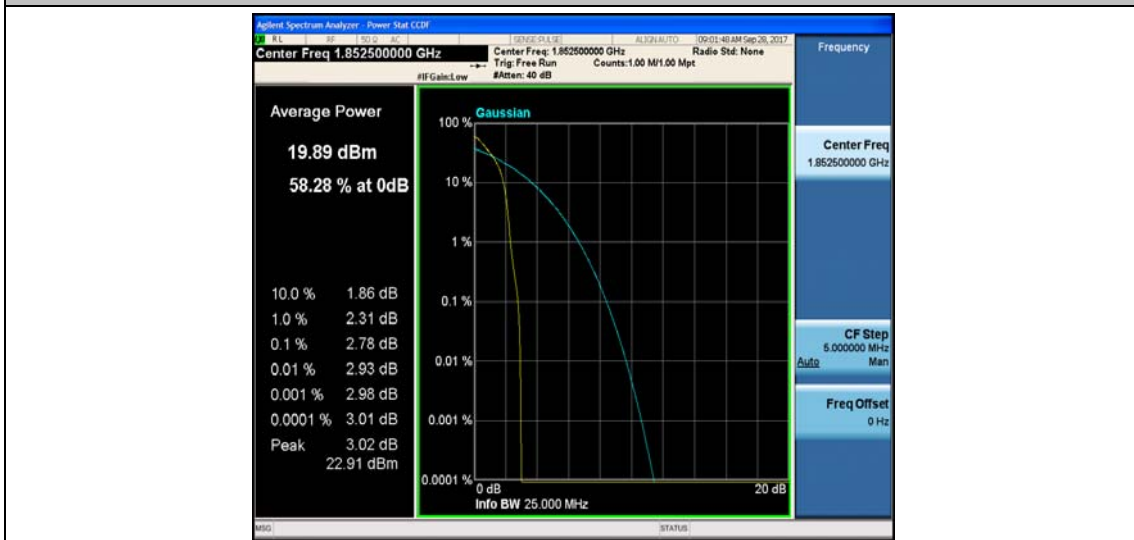 Agilent Spectrum Analyzer - Power Stat CCDF
RL RF 50 Ω AC SENSE:PULSE ALIGN AUTO 09:01:48 AM Sep 28, 2017
Center Freq 1.852500000 GHz
Center Freq: 1.852500000 GHz Radio Std: None
Trig: Free Run Counts:1.00 M/1.00 Mpt
#IFGain:Low #Atten: 40 dB
Frequency
Average Power
19.89 dBm
58.28 % at 0dB
10.0 % 1.86 dB
1.0 % 2.31 dB
0.1 % 2.78 dB
0.01 % 2.93 dB
0.001 % 2.98 dB
0.0001 % 3.01 dB
Peak 3.02 dB
22.91 dBm
Gaussian
100 %
10 %
1 %
0.1 %
0.01 %
0.001 %
0.0001 %
0 dB 20 dB
Info BW 25.000 MHz
Center Freq
1.852500000 GHz
CF Step
5.000000 MHz
Auto Man
Freq Offset
0 Hz
MSG STATUS